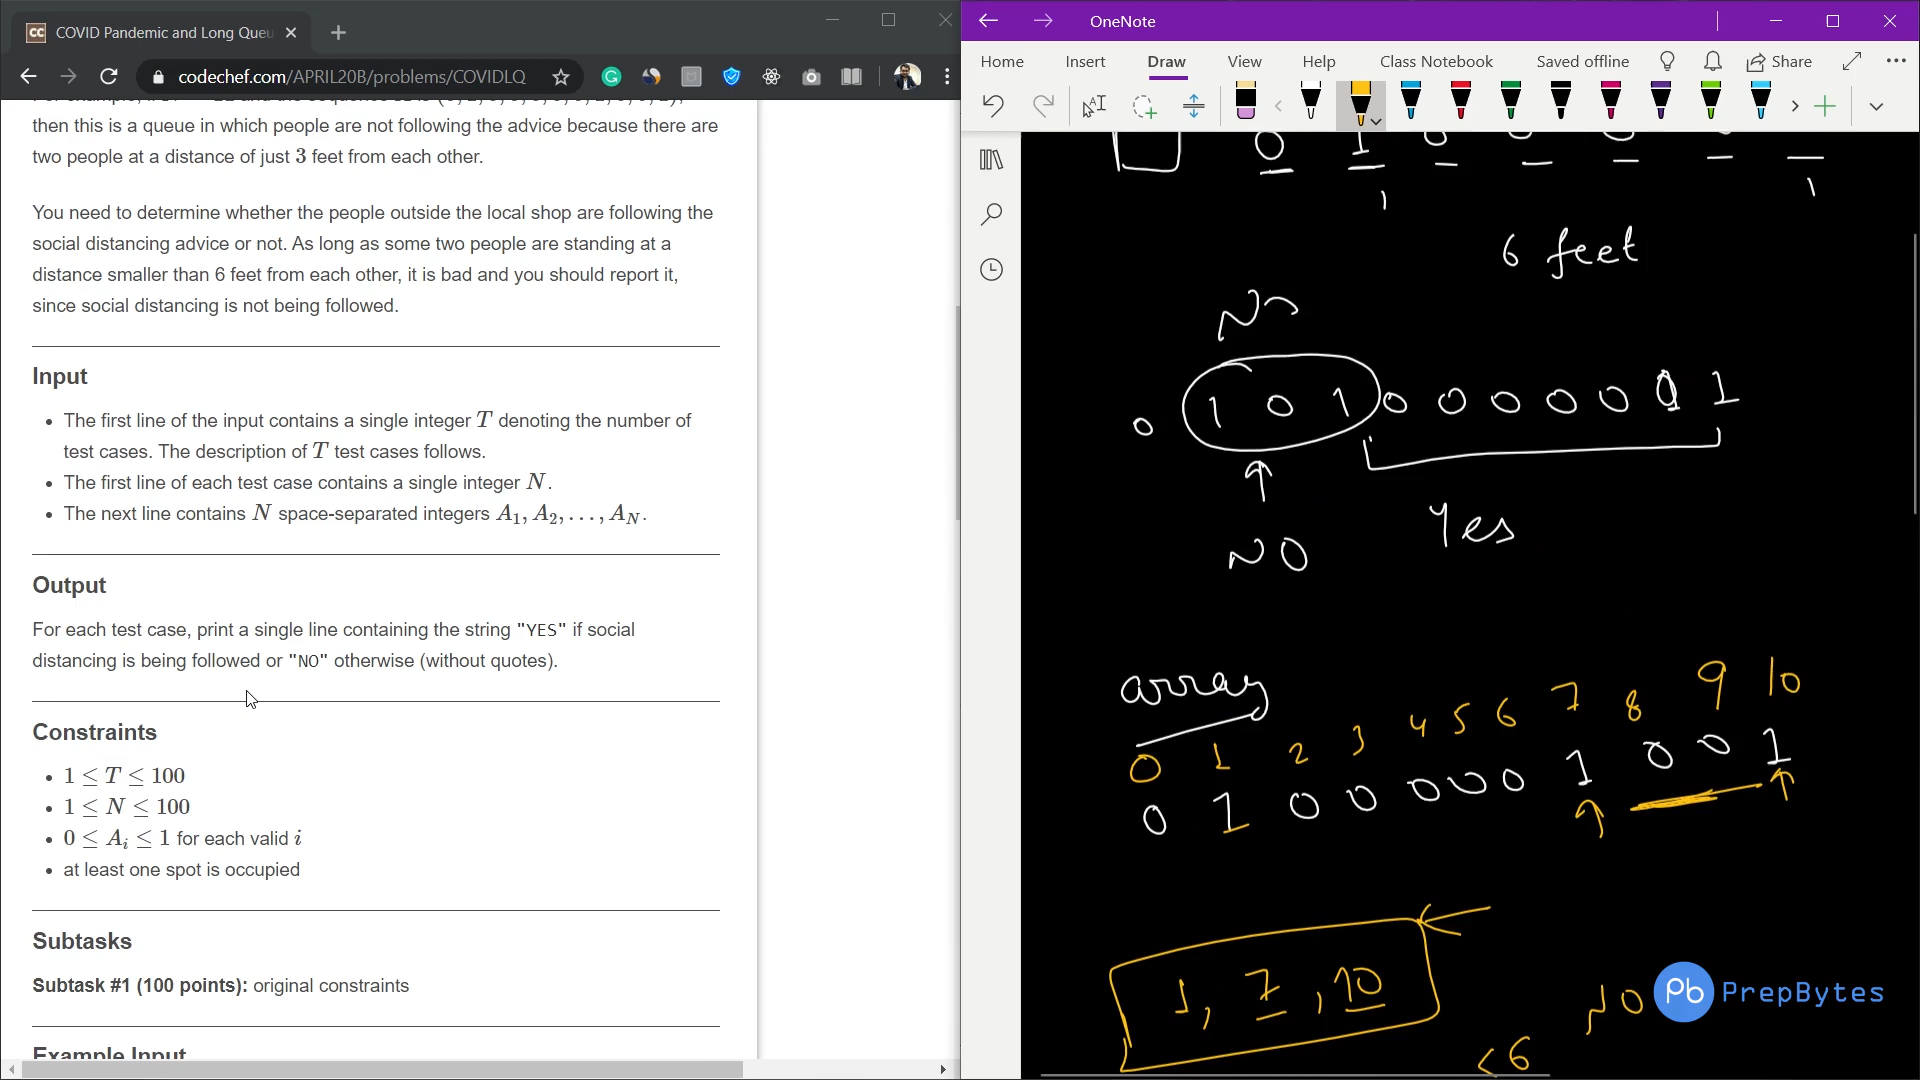 COVID Pandemic and Long Queu
codechef.com/APRIL20B/problems/COVIDLQ
then this is a queue in which people are not following the advice because there are
two people at a distance of just 3 feet from each other.
You need to determine whether the people outside the local shop are following the
social distancing advice or not. As long as some two people are standing at a
distance smaller than 6 feet from each other, it is bad and you should report it,
since social distancing is not being followed.
Input
• The first line of the input contains a single integer T denoting the number of
test cases. The description of T test cases follows.
• The first line of each test case contains a single integer N.
• The next line contains N space-separated integers A₁, A₂, …, A_N.
Output
For each test case, print a single line containing the string "YES" if social
distancing is being followed or "NO" otherwise (without quotes).
Constraints
• 1 ≤ T ≤ 100
• 1 ≤ N ≤ 100
• 0 ≤ Aᵢ ≤ 1 for each valid i
• at least one spot is occupied
Subtasks
Subtask #1 (100 points): original constraints
Example Input
OneNote
Home Insert Draw View Help Class Notebook Saved offline Share
0 1 0 0 0
1 1
6 feet
No
0 1 0 1 0 0 0 0 0 0 1
NO
Yes
array
0 1 2 3 4 5 6 7 8 9 10
0 1 0 0 0 0 0 1 0 0 1
1, 7, 10
NO
<6
Pb PrepBytes